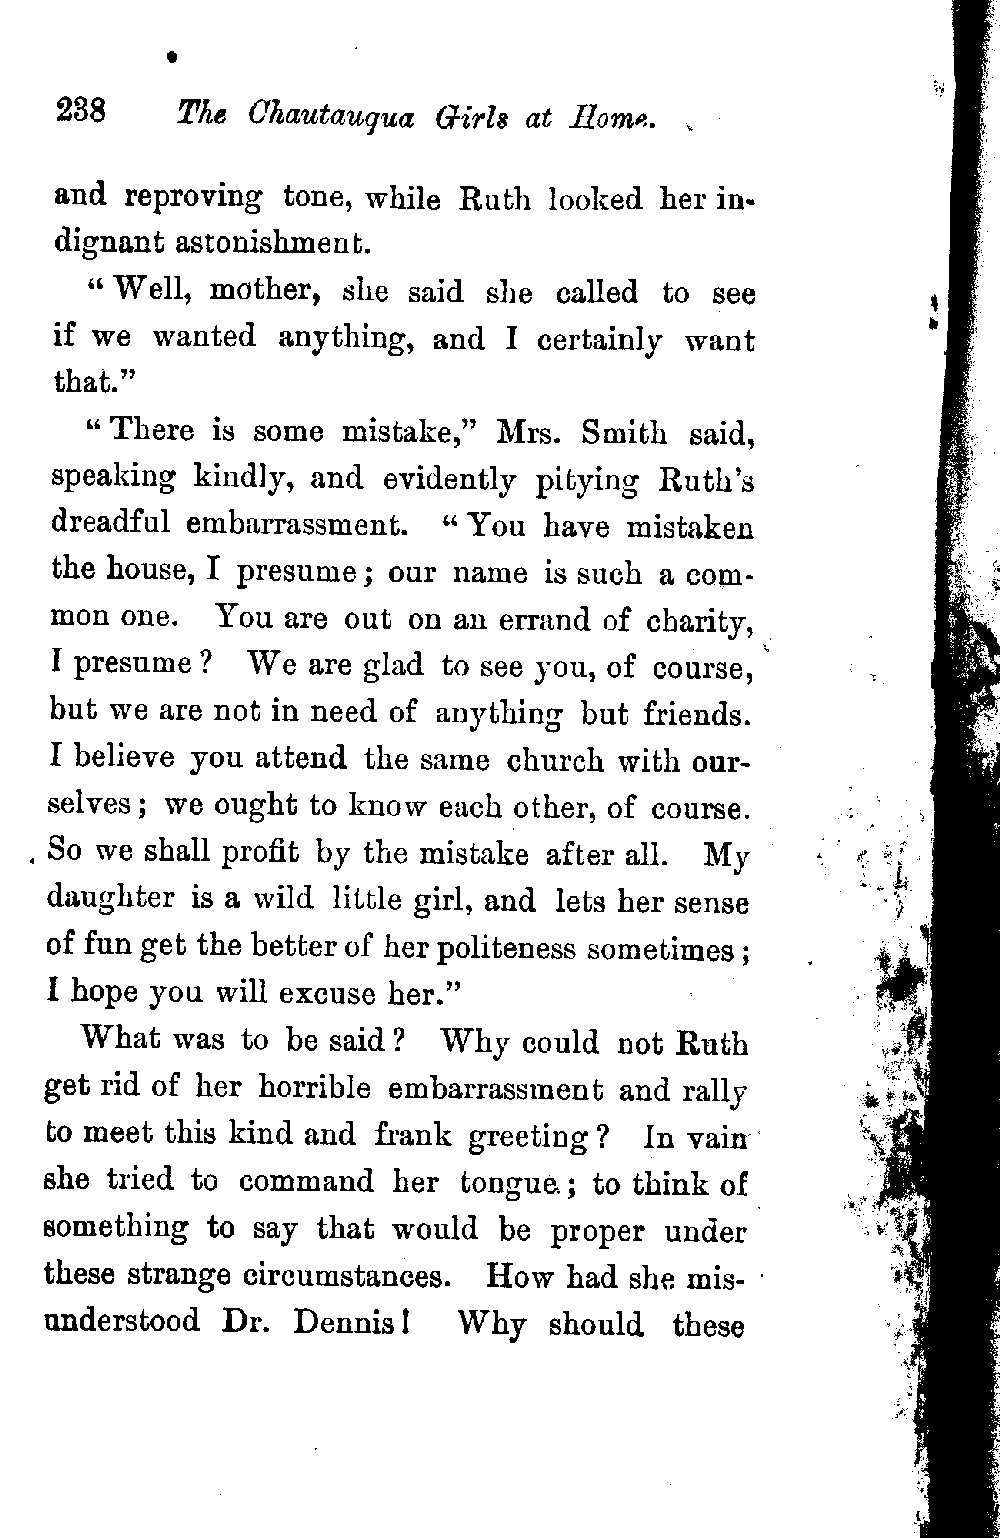 238 The Chautauqua Girls at Home.
and reproving tone, while Ruth looked her in-
dignant astonishment.
“ Well, mother, she said she called to see
if we wanted anything, and I certainly want
that.”
“ There is some mistake,” Mrs. Smith said,
speaking kindly, and evidently pitying Ruth’s
dreadful embarrassment. “ You have mistaken
the house, I presume; our name is such a com-
mon one. You are out on an errand of charity,
I presume? We are glad to see you, of course,
but we are not in need of anything but friends.
I believe you attend the same church with our-
selves; we ought to know each other, of course.
So we shall profit by the mistake after all. My
daughter is a wild little girl, and lets her sense
of fun get the better of her politeness sometimes;
I hope you will excuse her.”
What was to be said? Why could not Ruth
get rid of her horrible embarrassment and rally
to meet this kind and frank greeting? In vain
she tried to command her tongue; to think of
something to say that would be proper under
these strange circumstances. How had she mis-
understood Dr. Dennis! Why should these